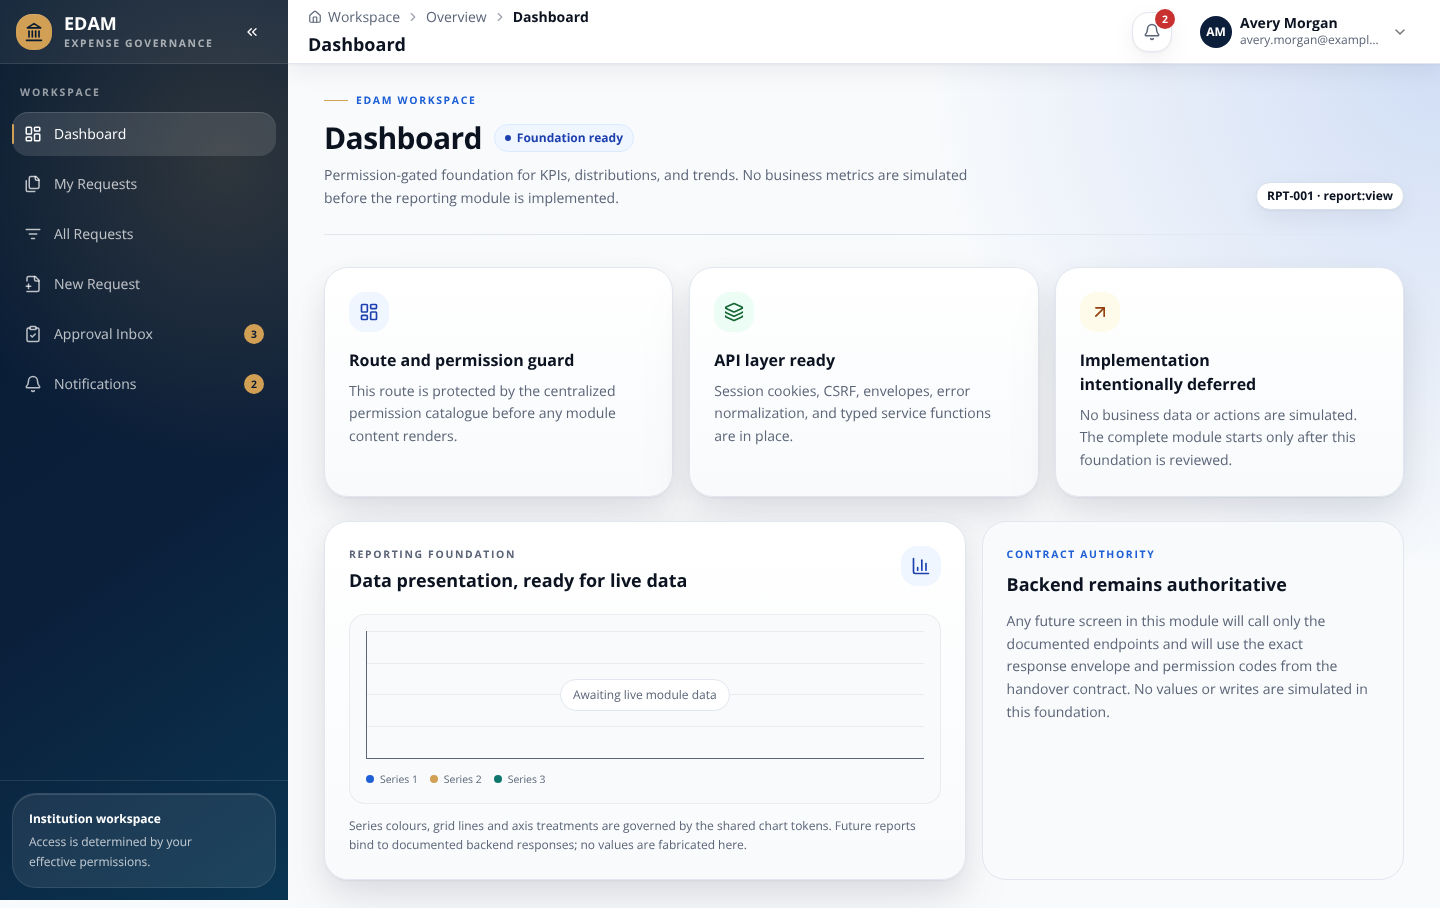 EDAM
EXPENSE GOVERNANCE
WORKSPACE
Dashboard
My Requests
All Requests
New Request
Approval Inbox 3
Notifications 2
Institution workspace
Access is determined by your
effective permissions.
Workspace > Overview > Dashboard
Dashboard
2
AM
Avery Morgan
avery.morgan@exampl...
EDAM WORKSPACE
Dashboard
Foundation ready
Permission-gated foundation for KPIs, distributions, and trends. No business metrics are simulated
before the reporting module is implemented.
RPT-001 · report:view
Route and permission guard
This route is protected by the centralized
permission catalogue before any module
content renders.
API layer ready
Session cookies, CSRF, envelopes, error
normalization, and typed service functions
are in place.
Implementation
intentionally deferred
No business data or actions are simulated.
The complete module starts only after this
foundation is reviewed.
REPORTING FOUNDATION
Data presentation, ready for live data
Awaiting live module data
Series 1 Series 2 Series 3
Series colours, grid lines and axis treatments are governed by the shared chart tokens. Future reports
bind to documented backend responses; no values are fabricated here.
CONTRACT AUTHORITY
Backend remains authoritative
Any future screen in this module will call only the
documented endpoints and will use the exact
response envelope and permission codes from the
handover contract. No values or writes are simulated in
this foundation.